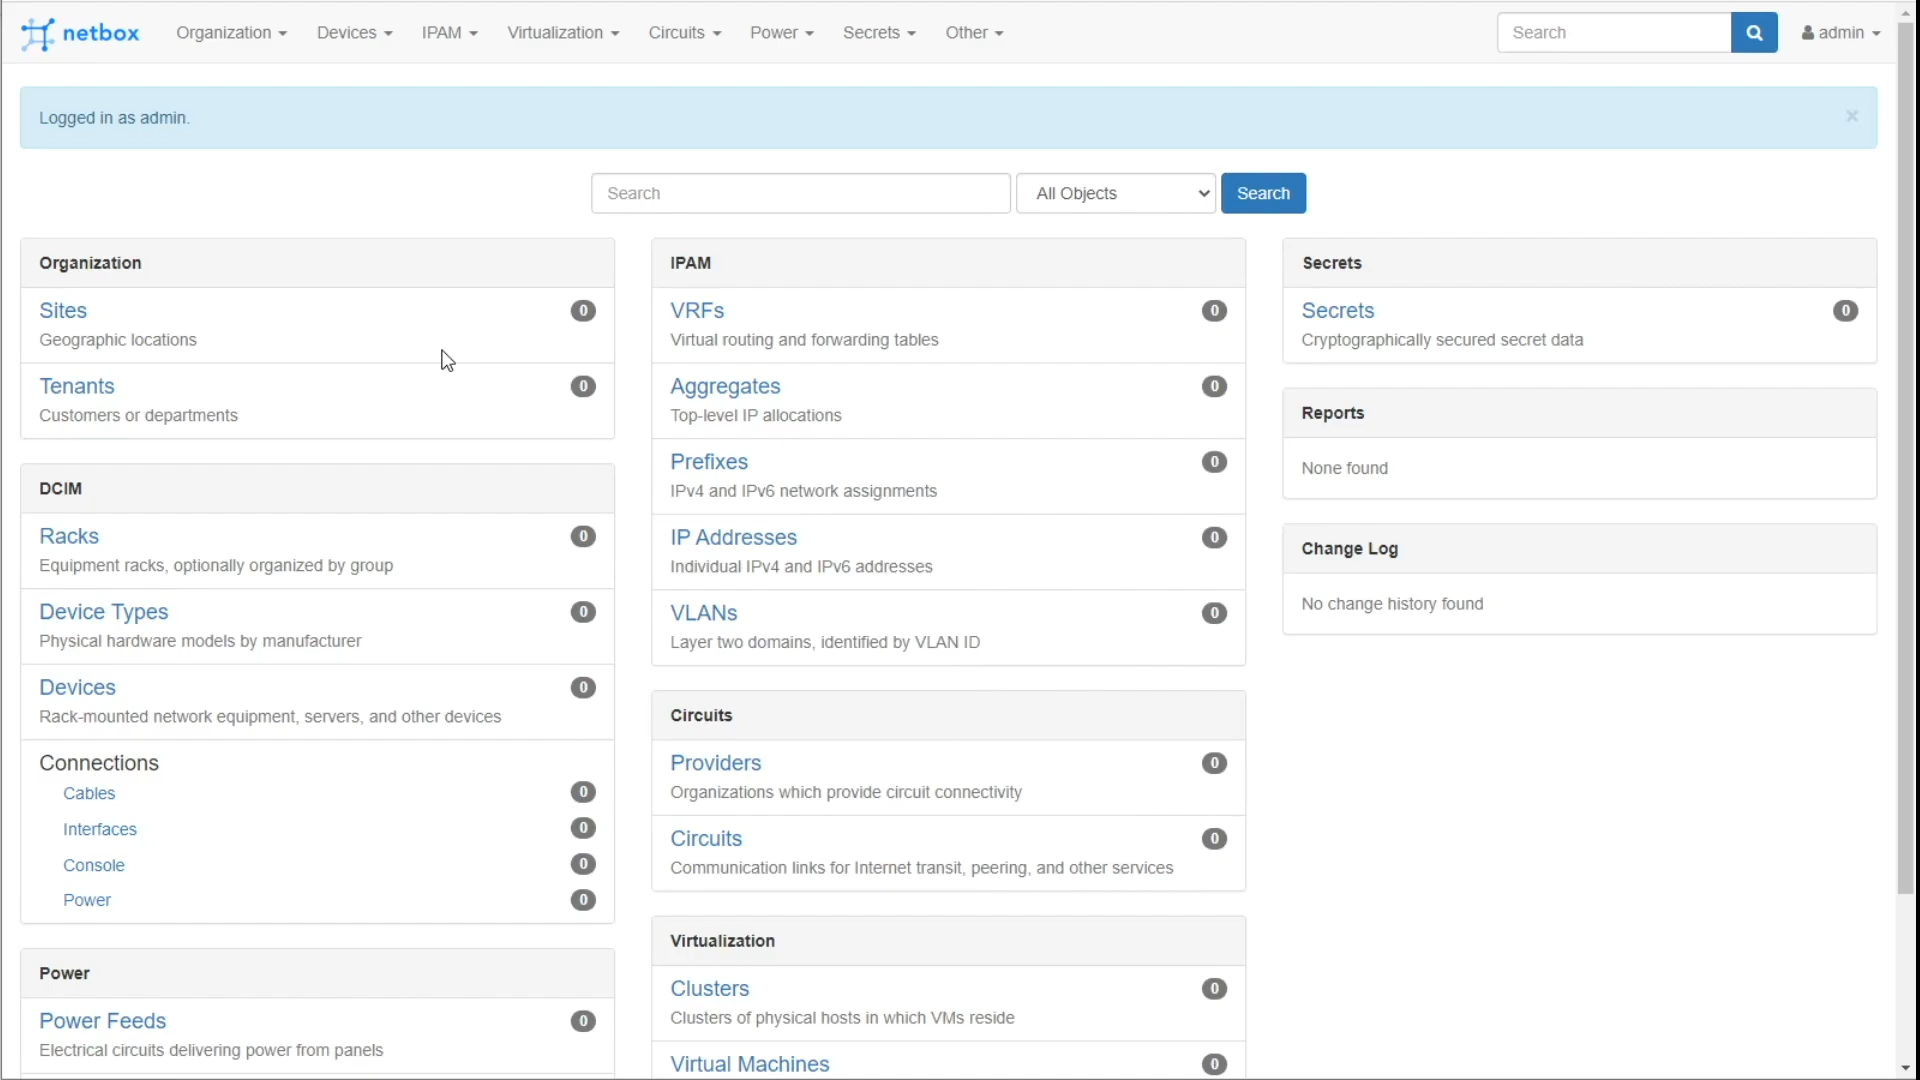 netbox
Organization
Devices
IPAM
Virtualization
Circuits
Power
Secrets
Other
Search
admin
Logged in as admin.
×
Search
All Objects
Search
Organization
Sites 0
Geographic locations
Tenants 0
Customers or departments
DCIM
Racks 0
Equipment racks, optionally organized by group
Device Types 0
Physical hardware models by manufacturer
Devices 0
Rack-mounted network equipment, servers, and other devices
Connections
Cables 0
Interfaces 0
Console 0
Power 0
Power
Power Feeds 0
Electrical circuits delivering power from panels
IPAM
VRFs 0
Virtual routing and forwarding tables
Aggregates 0
Top-level IP allocations
Prefixes 0
IPv4 and IPv6 network assignments
IP Addresses 0
Individual IPv4 and IPv6 addresses
VLANs 0
Layer two domains, identified by VLAN ID
Circuits
Providers 0
Organizations which provide circuit connectivity
Circuits 0
Communication links for Internet transit, peering, and other services
Virtualization
Clusters 0
Clusters of physical hosts in which VMs reside
Virtual Machines 0
Secrets
Secrets 0
Cryptographically secured secret data
Reports
None found
Change Log
No change history found